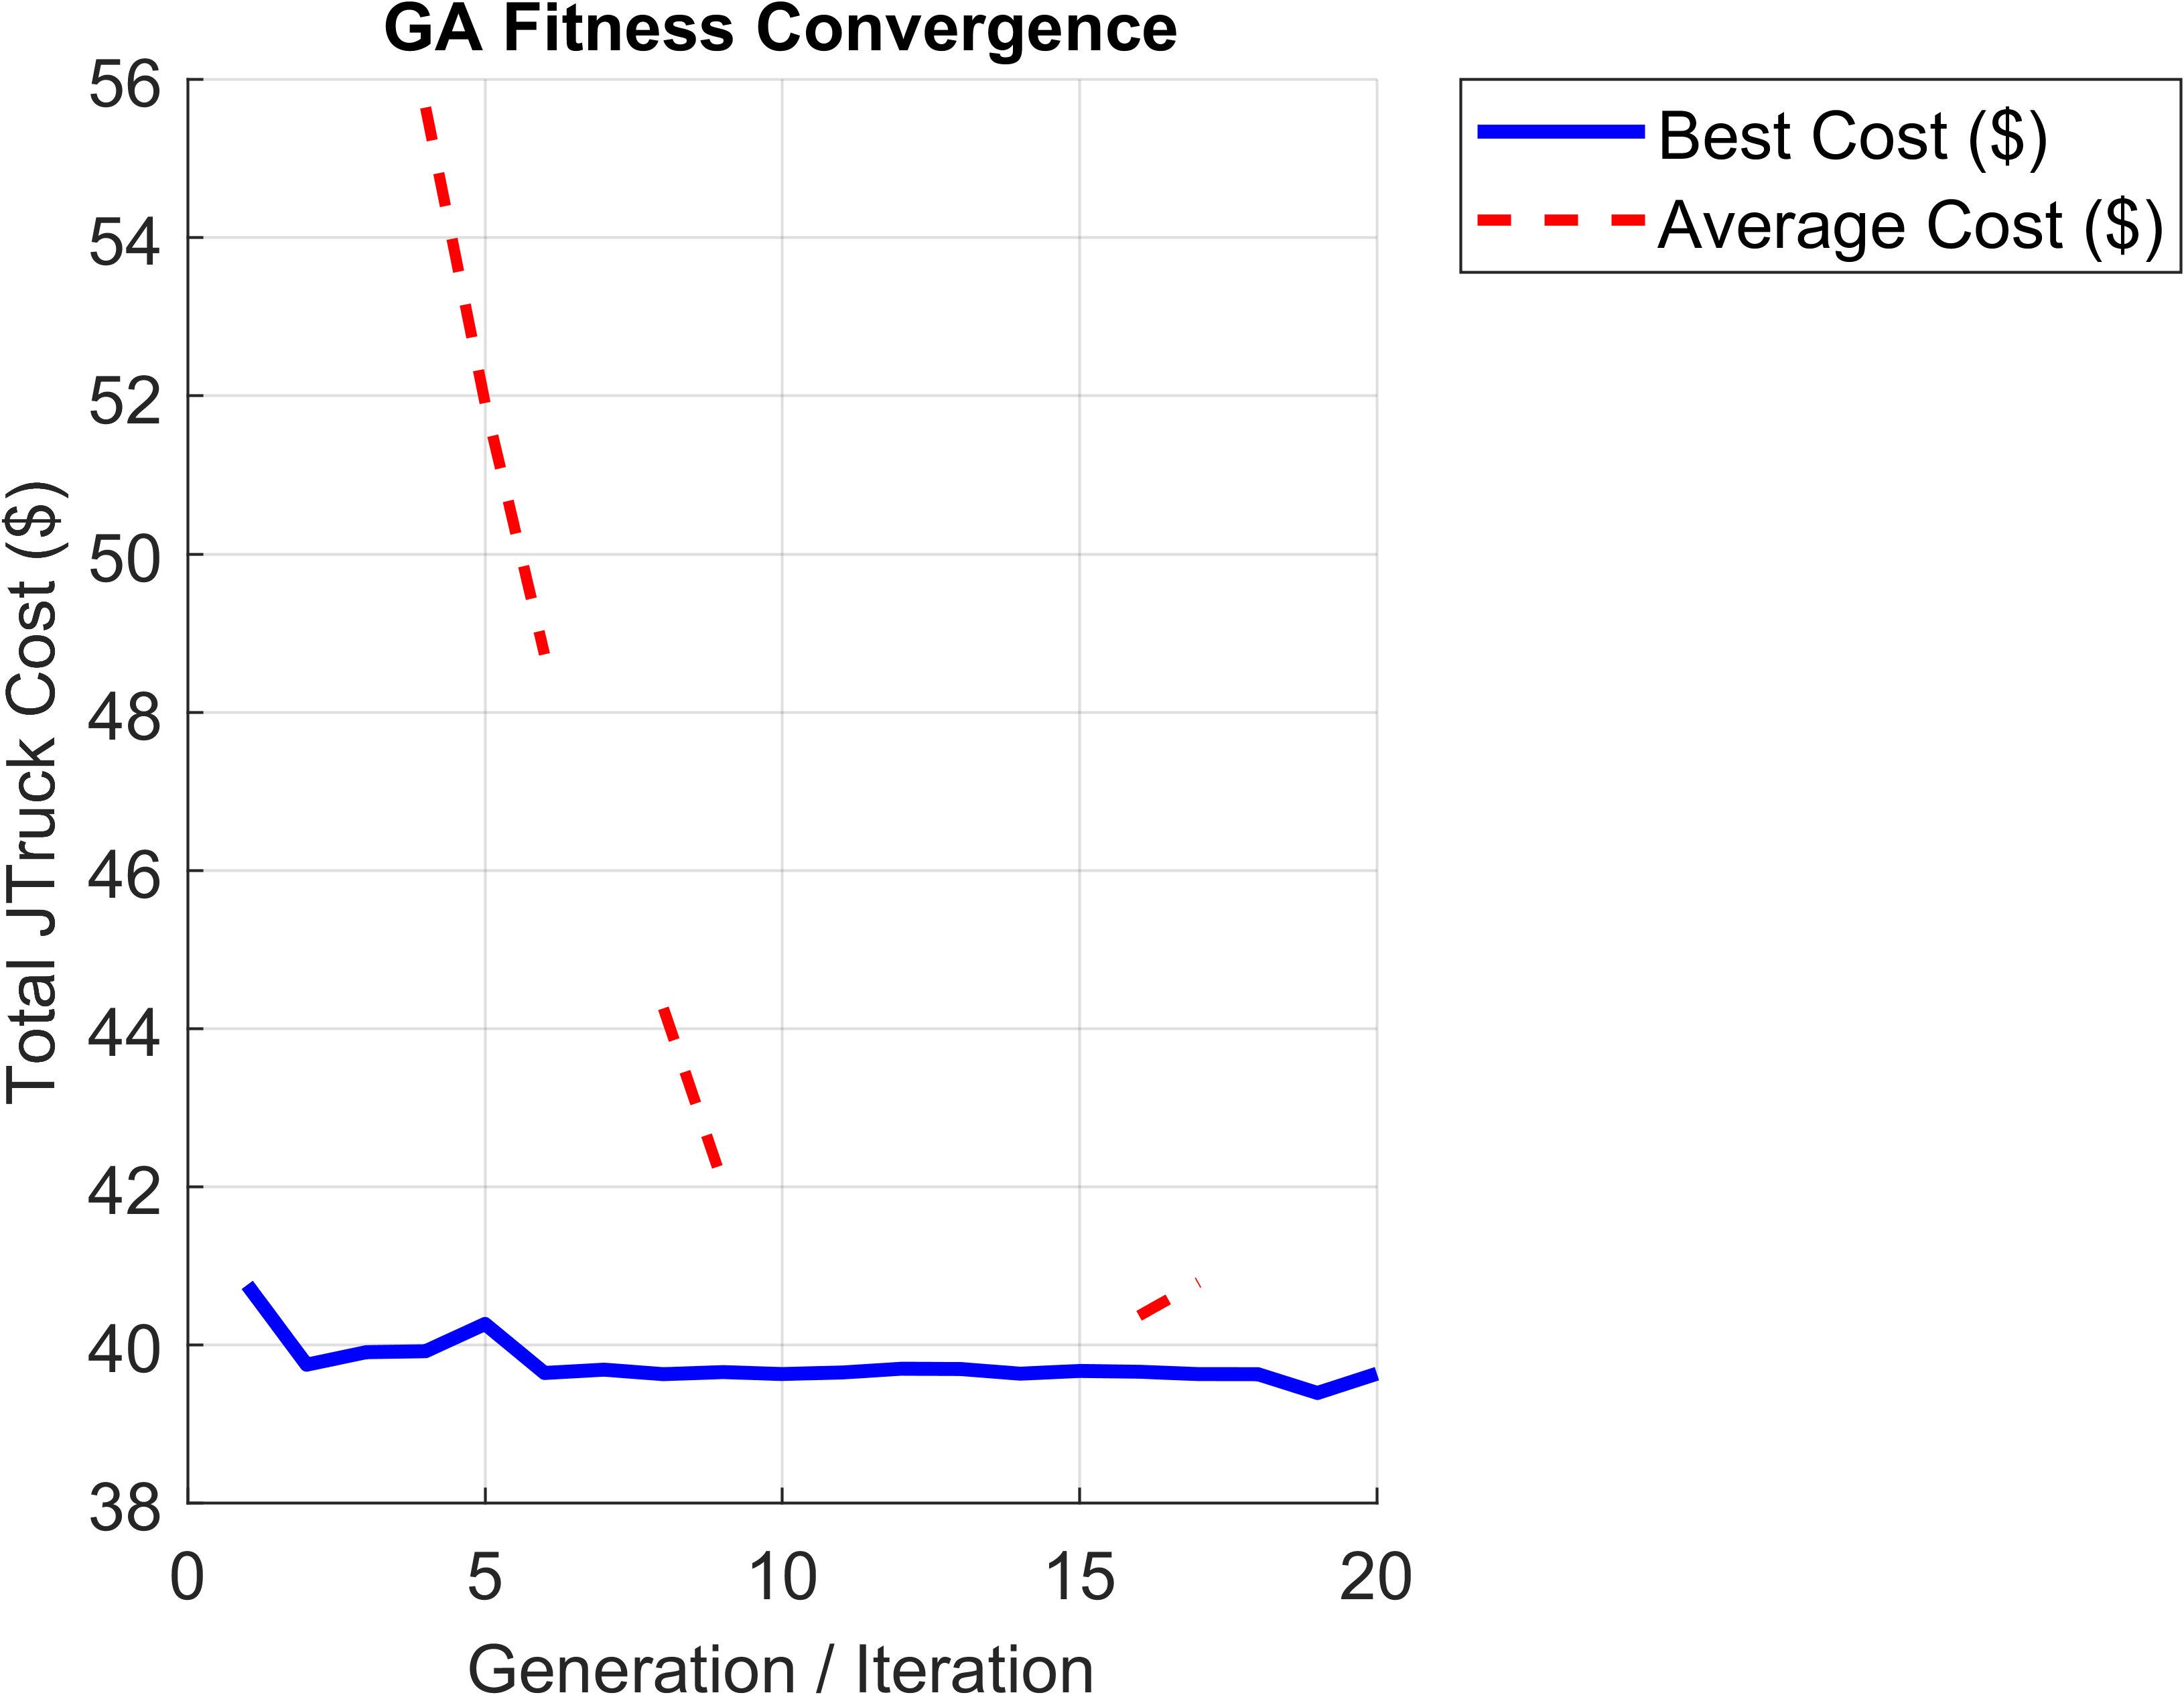 GA Fitness Convergence
Best Cost ($)
Average Cost ($)
Total JTruck Cost ($)
56
54
52
50
48
46
44
42
40
38
0 5 10 15 20
Generation / Iteration